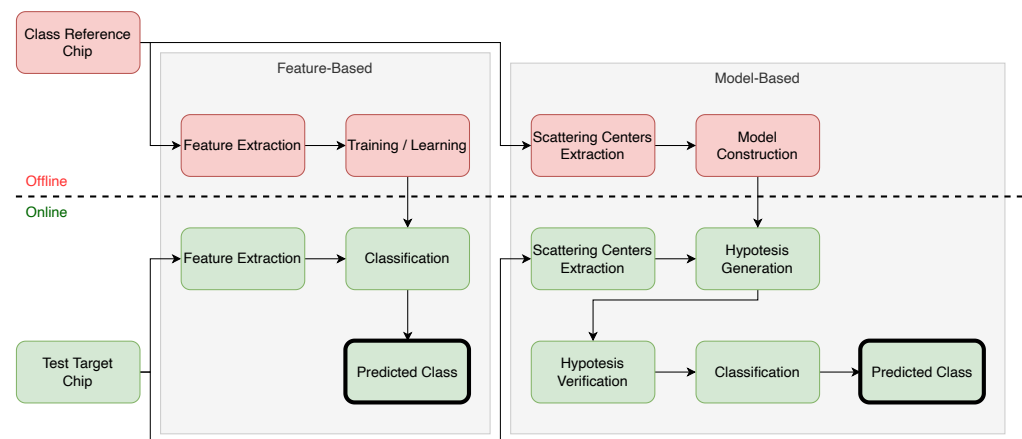 Class Reference
Chip
Feature-Based
Model-Based
Feature Extraction
Training / Learning
Scattering Centers
Extraction
Model
Construction
Offline
Online
Feature Extraction
Classification
Scattering Centers
Extraction
Hypotesis
Generation
Test Target
Chip
Predicted Class
Hypotesis
Verification
Classification
Predicted Class